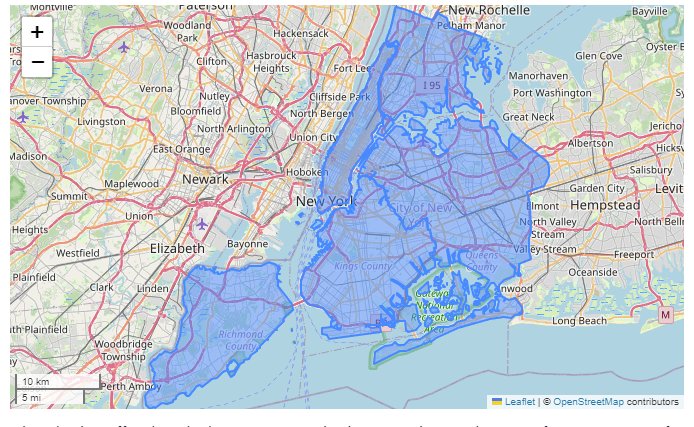 Montville
Paterson
New Rochelle
Bayville
Woodland
Park
Hackensack
Pelham Manor
+
−
Hasbrouck
Heights
Clifton
Fort Lee
Glen Cove
Oyster B
Manorhaven
Verona
Nutley
Cliffside Park
I 95
Port Washington
anover Township
Bloomfield
North Bergen
Livingston
North Arlington
Great Neck
Jericho
East Orange
Union City
Albertson
Hicksv
Madison
Maplewood
Newark
Hoboken
Salisbury
Summit
New York
Garden City
Levit
Union
City of New
York
Elmont
Hempstead
Heights
Bayonne
North Valley
Stream
North Bell
Westfield
Elizabeth
Kings County
Queens
County
Valley Stream
Freeport
Plainfield
Oceanside
Clark
Linden
Gateway
National
Recreation
Area
nwood
th Plainfield
Richmond
County
Long Beach
M
Woodbridge
Township
10 km
5 mi
Perth Amboy
Leaflet | © OpenStreetMap contributors